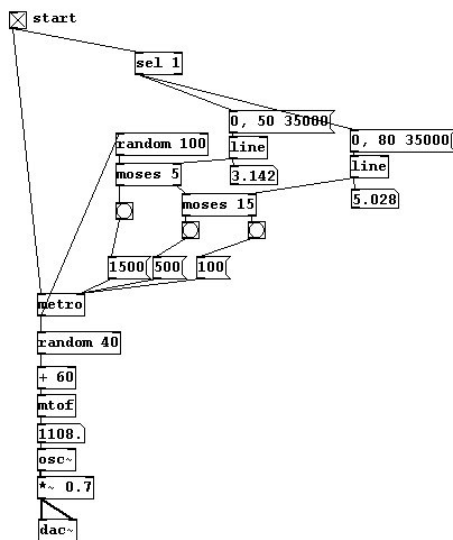 start
sel 1
0, 50 35000
random 100
0, 80 35000
line
line
moses 5
3.142
moses 15
5.028
1500
500
100
metro
random 40
+ 60
mtof
1108.
osc~
*~ 0.7
dac~